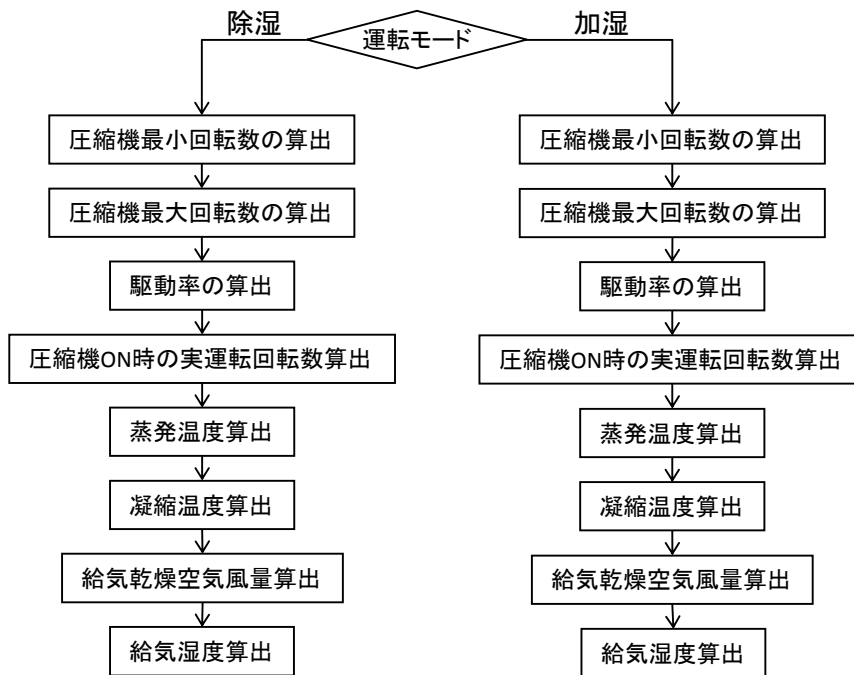 運転モード
除湿
圧縮機最小回転数の算出
圧縮機最大回転数の算出
駆動率の算出
圧縮機ON時の実運転回転数算出
蒸発温度算出
凝縮温度算出
給気乾燥空気風量算出
給気湿度算出
加湿
圧縮機最小回転数の算出
圧縮機最大回転数の算出
駆動率の算出
圧縮機ON時の実運転回転数算出
蒸発温度算出
凝縮温度算出
給気乾燥空気風量算出
給気湿度算出